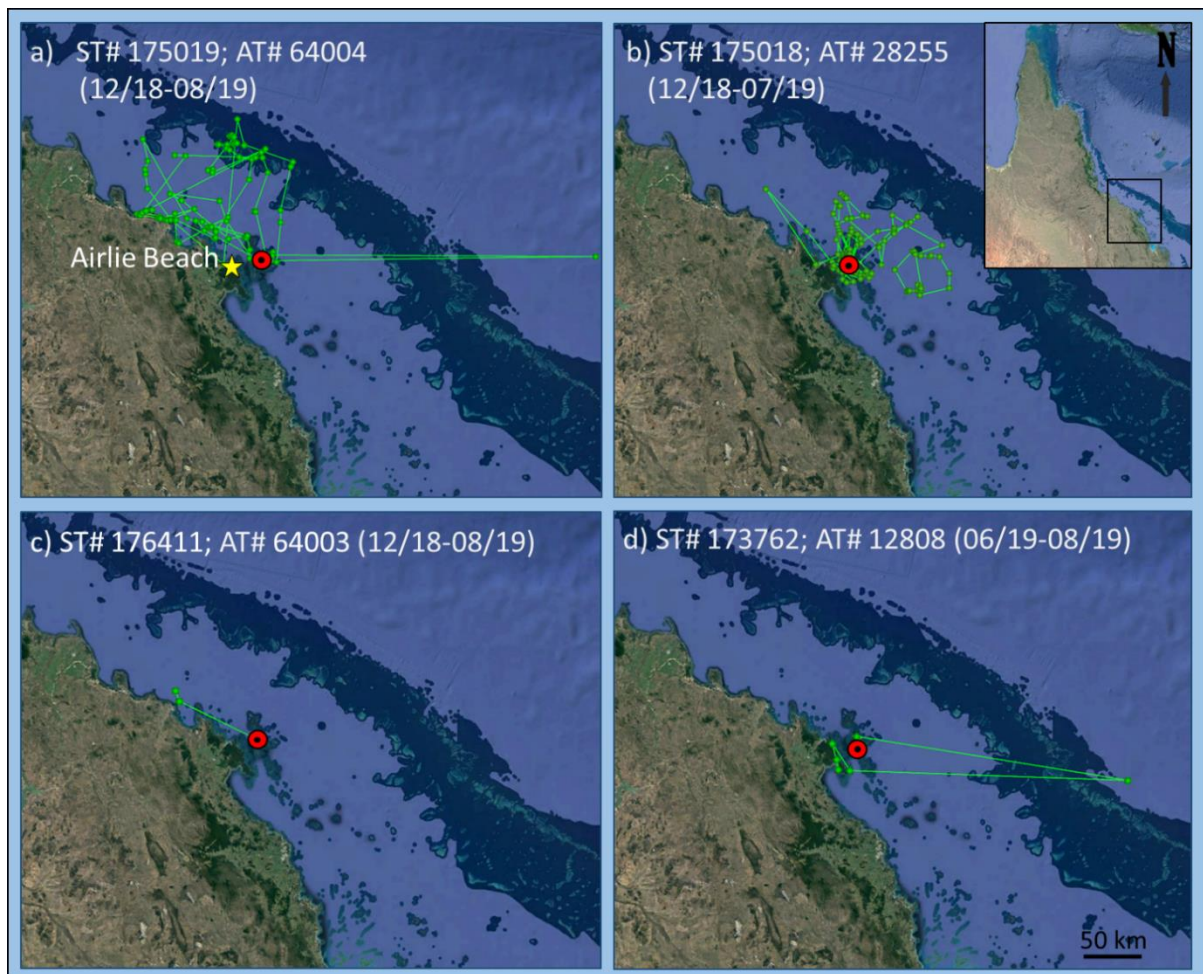 a) ST# 175019; AT# 64004
(12/18-08/19)
Airlie Beach
b) ST# 175018; AT# 28255
(12/18-07/19)
N
c) ST# 176411; AT# 64003 (12/18-08/19)
d) ST# 173762; AT# 12808 (06/19-08/19)
50 km